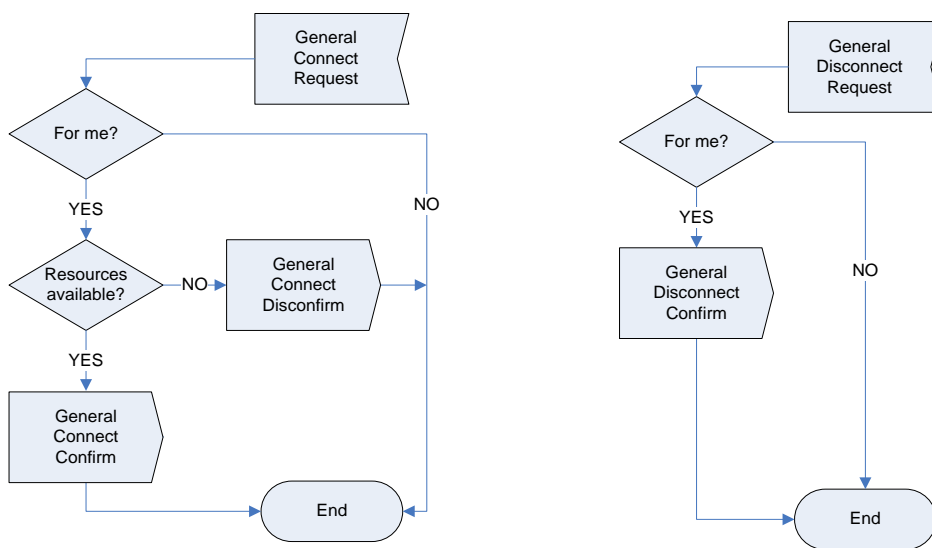 General
Connect
Request
For me?
YES
NO
Resources
available?
NO
General
Connect
Disconfirm
YES
General
Connect
Confirm
End
General
Disconnect
Request
For me?
YES
NO
General
Disconnect
Confirm
End